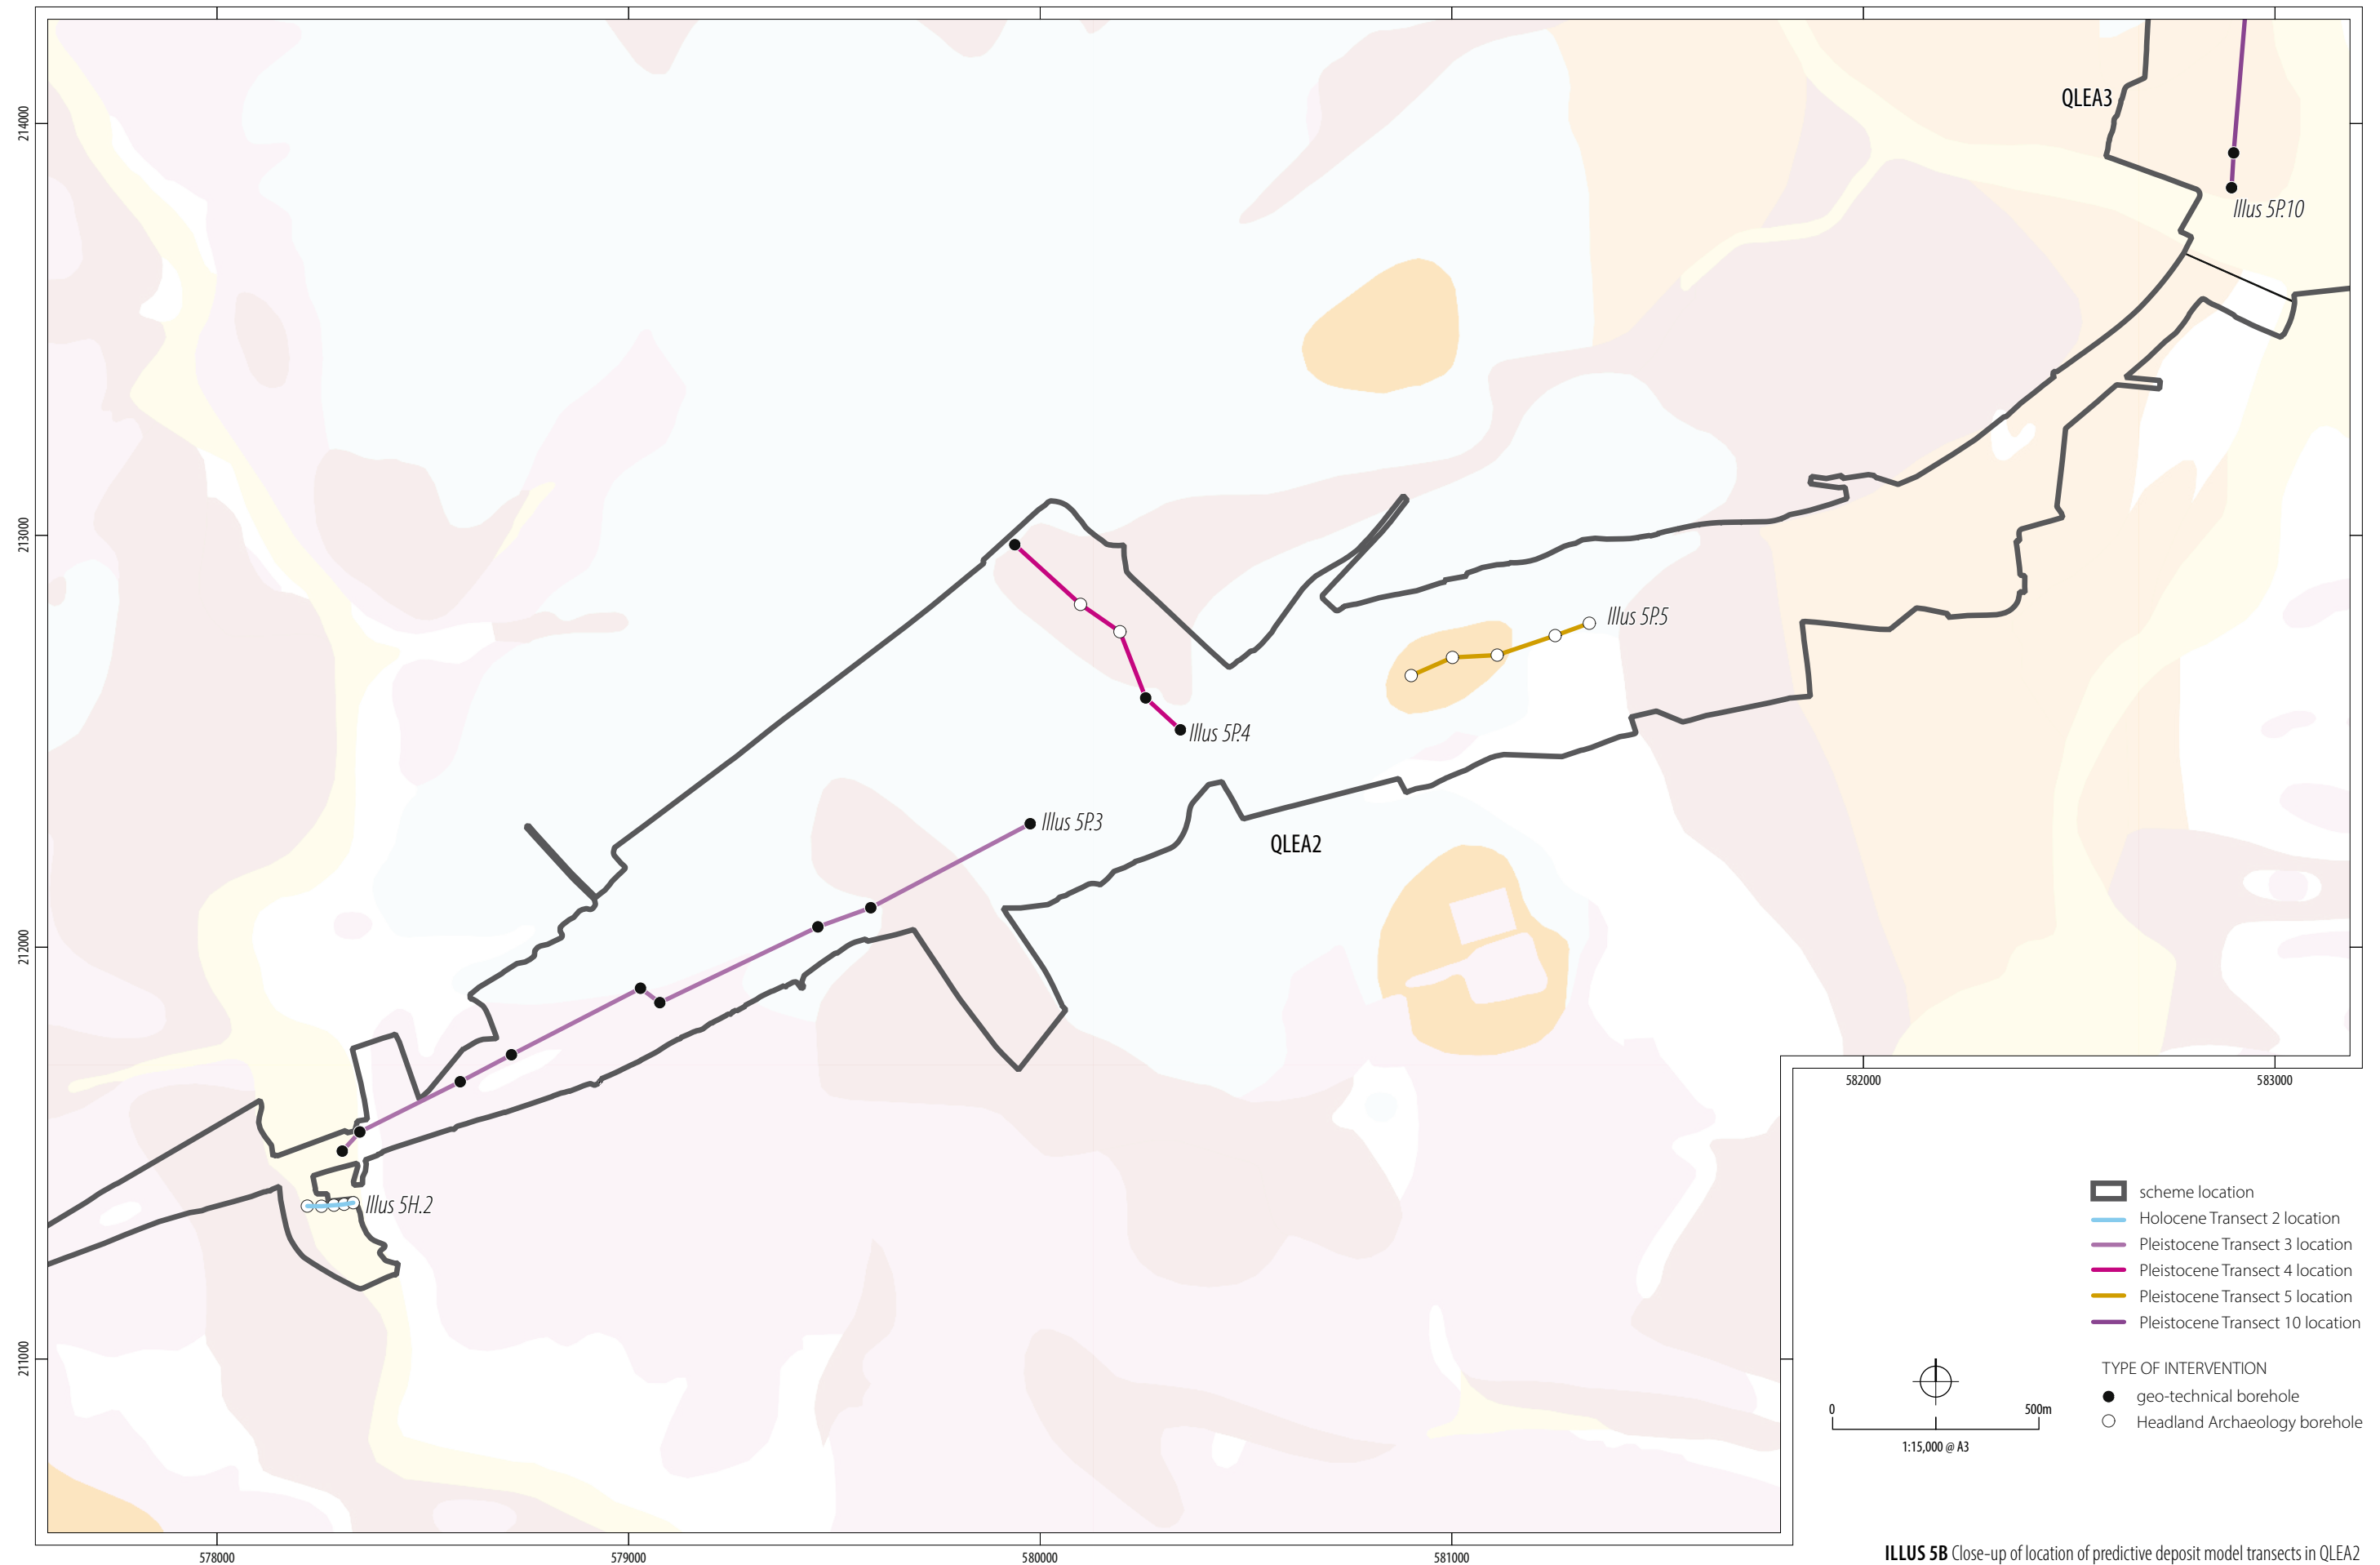 QLEA3
Illus 5P.10
214000
213000
212000
211000
Illus 5P.5
Illus 5P.4
Illus 5P.3
QLEA2
Illus 5H.2
582000
583000
scheme location
Holocene Transect 2 location
Pleistocene Transect 3 location
Pleistocene Transect 4 location
Pleistocene Transect 5 location
Pleistocene Transect 10 location
TYPE OF INTERVENTION
geo-technical borehole
Headland Archaeology borehole
0 500m
1:15,000 @ A3
578000
579000
580000
581000
ILLUS 5B Close-up of location of predictive deposit model transects in QLEA2